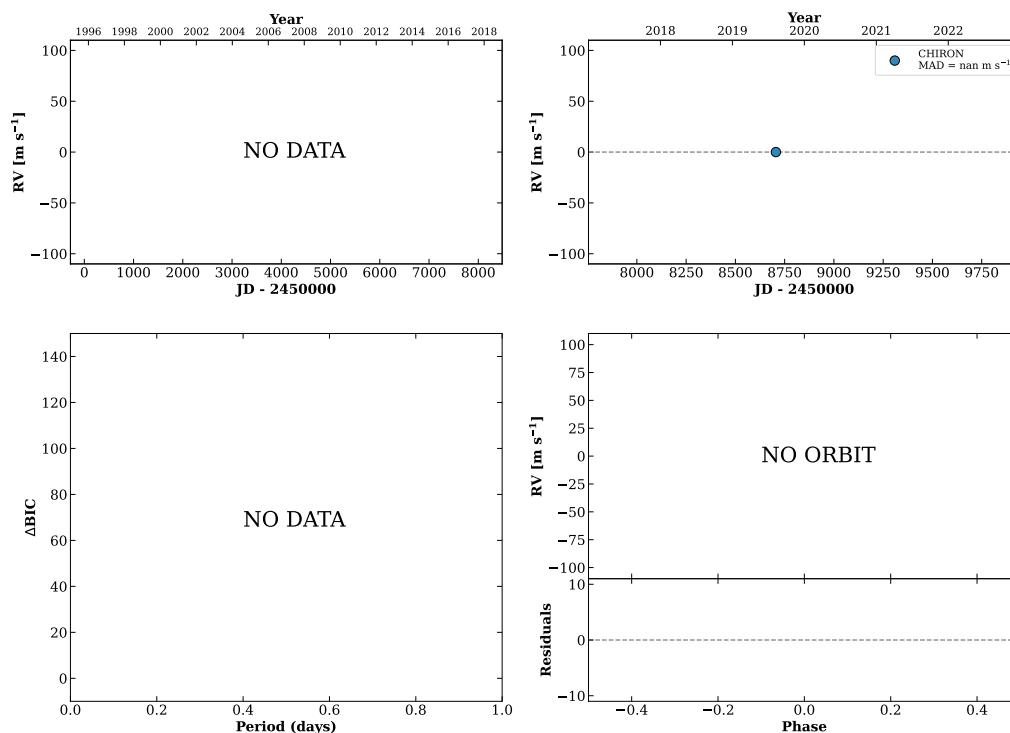 Year
1996 1998 2000 2002 2004 2006 2008 2010 2012 2014 2016 2018
100
50
0
−50
−100
RV [m s⁻¹]
NO DATA
0 1000 2000 3000 4000 5000 6000 7000 8000
JD - 2450000
Year
2018 2019 2020 2021 2022
100
50
0
−50
−100
RV [m s⁻¹]
CHIRON
MAD = nan m s⁻¹
8000 8250 8500 8750 9000 9250 9500 9750
JD - 2450000
140
120
100
80
60
40
20
0
ΔBIC
NO DATA
0.0 0.2 0.4 0.6 0.8 1.0
Period (days)
100
75
50
25
0
−25
−50
−75
−100
RV [m s⁻¹]
NO ORBIT
10
0
−10
Residuals
−0.4 −0.2 0.0 0.2 0.4
Phase